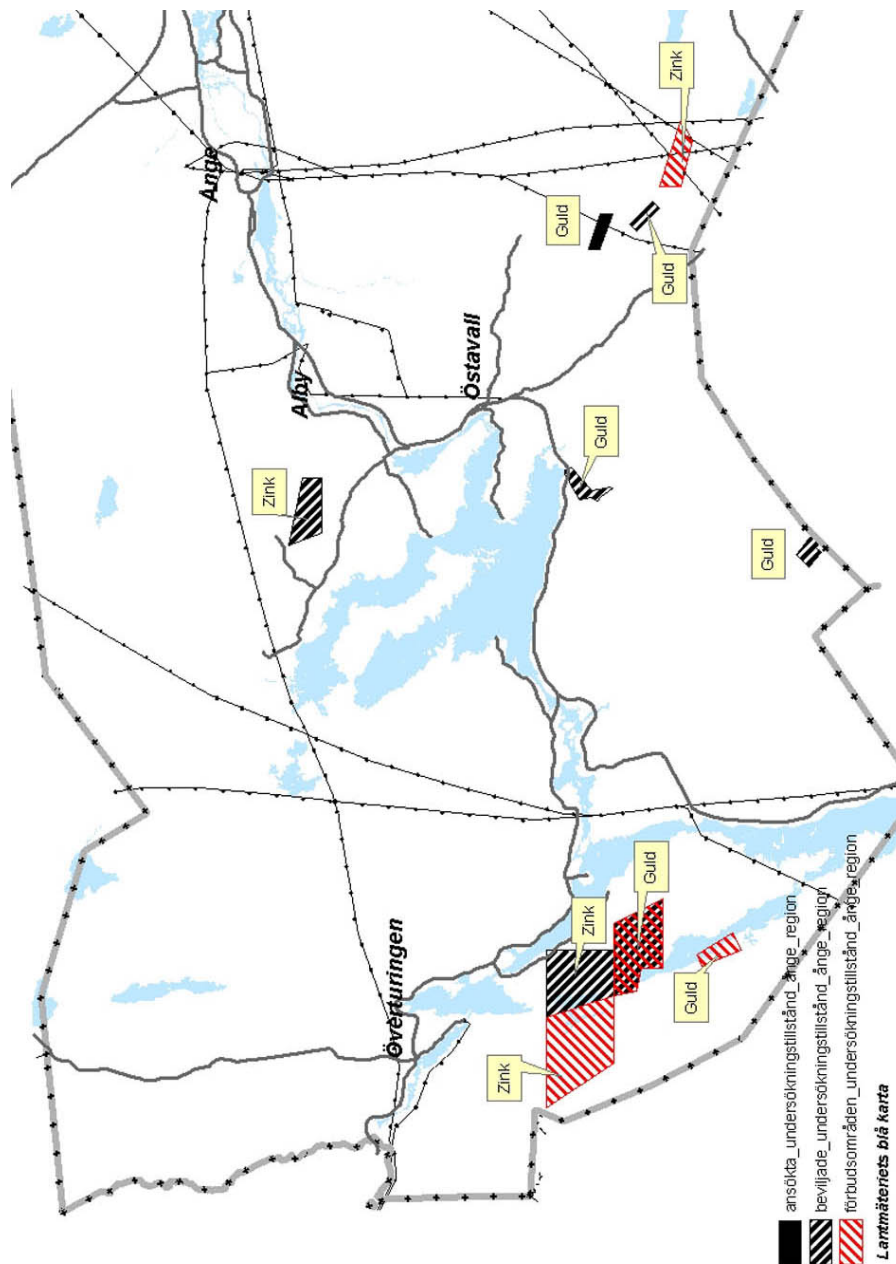 Ånge
Zink
Alby
Överturingen
Östavall
Zink
Guld
Zink
Guld
Guld
Guld
Zink
Guld
Guld
ansökta_undersökningstillstånd_ånge_region
beviljade_undersökningstillstånd_ånge_region
förbudsområden_undersökningstillstånd_ånge_region
Lantmäteriets blå karta